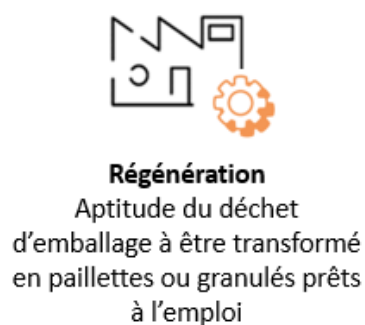 Régénération
Aptitude du déchet
d’emballage à être transformé
en paillettes ou granulés prêts
à l’emploi